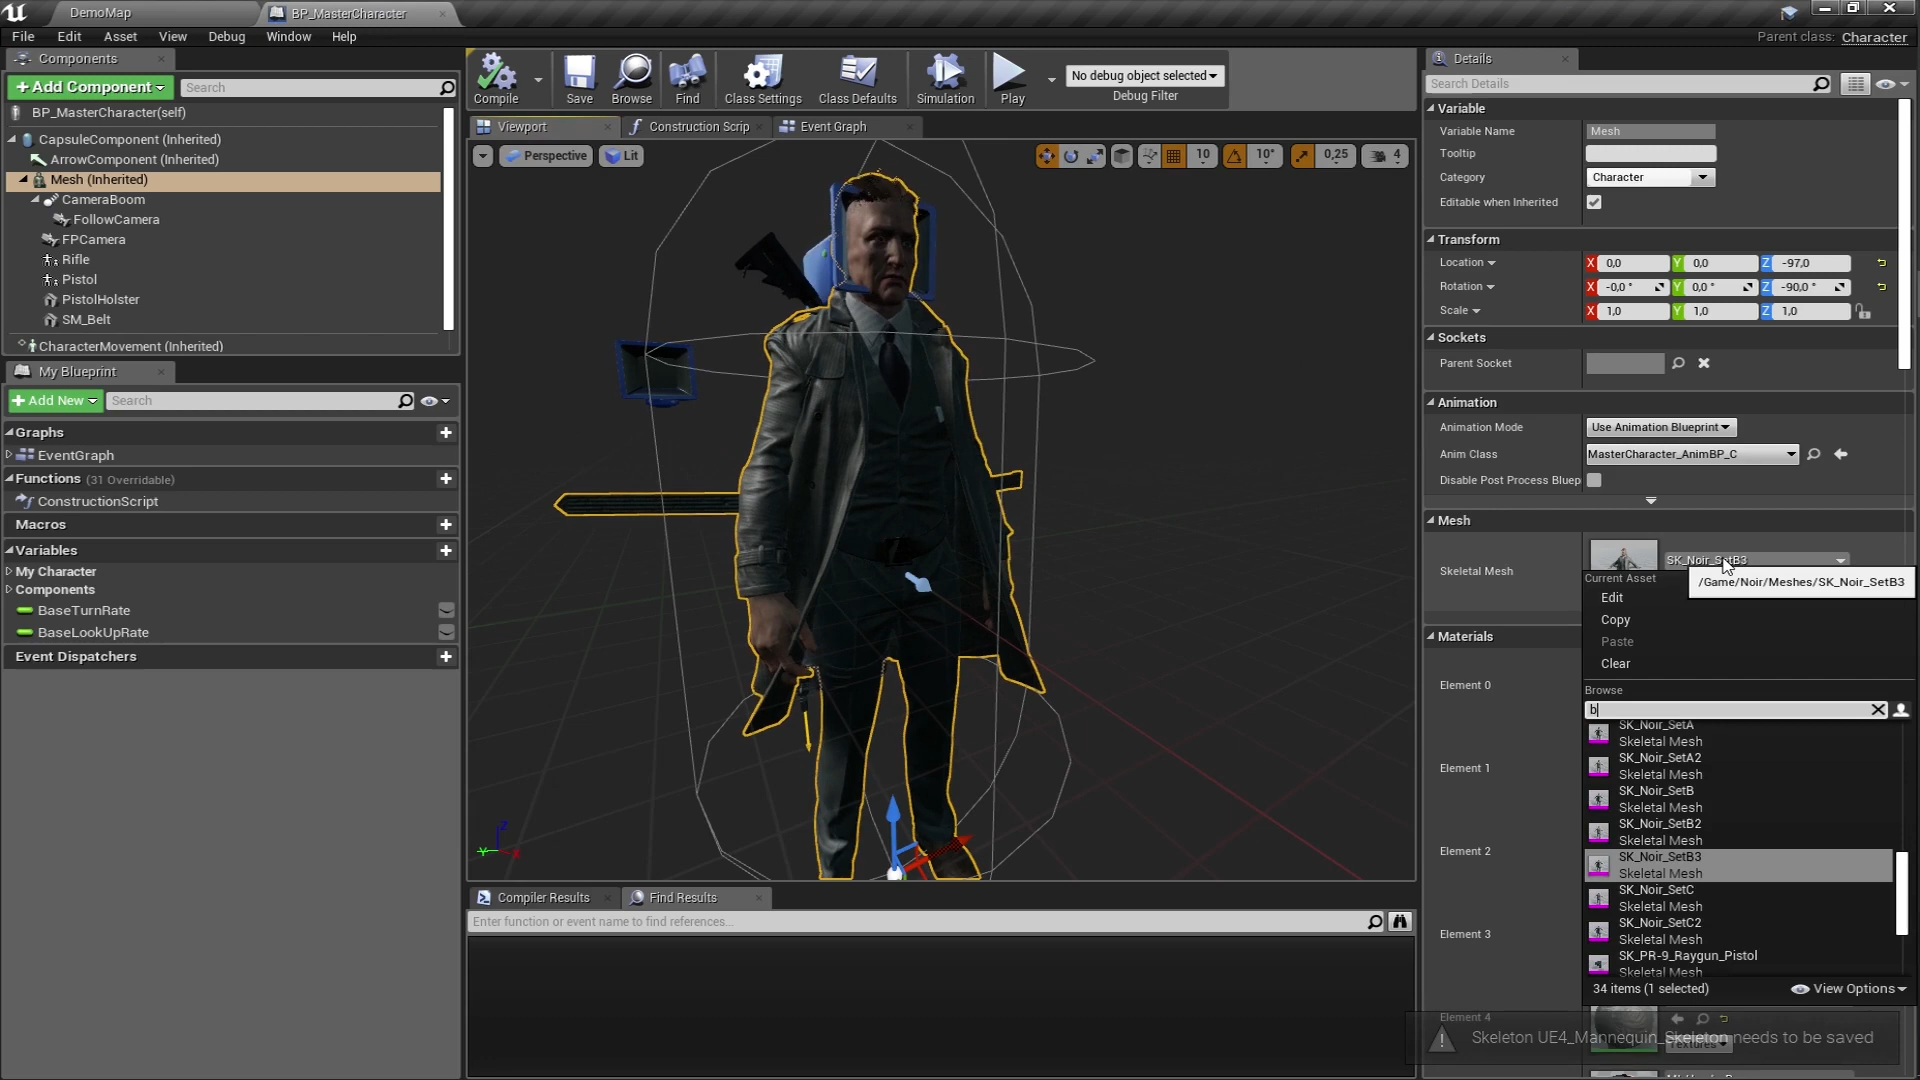 DemoMap
BP_MasterCharacter
File Edit Asset View Debug Window Help
Parent class: Character
Components
+ Add Component
Search
BP_MasterCharacter(self)
CapsuleComponent (Inherited)
ArrowComponent (Inherited)
Mesh (Inherited)
CameraBoom
FollowCamera
FPCamera
Rifle
Pistol
PistolHolster
SM_Belt
CharacterMovement (Inherited)
My Blueprint
+ Add New
Search
Graphs
EventGraph
Functions (31 Overridable)
ConstructionScript
Macros
Variables
My Character
Components
BaseTurnRate
BaseLookUpRate
Event Dispatchers
Compile
Save
Browse
Find
Class Settings
Class Defaults
Simulation
Play
No debug object selected
Debug Filter
Viewport
Construction Scrip
Event Graph
Perspective
Lit
10
10°
0,25
4
Z
Y
X
Compiler Results
Find Results
Enter function or event name to find references...
Details
Search Details
Variable
Variable Name Mesh
Tooltip
Category Character
Editable when Inherited
Transform
Location X 0,0 Y 0,0 Z -97,0
Rotation X -0,0 ° Y 0,0 ° Z -90,0 °
Scale X 1,0 Y 1,0 Z 1,0
Sockets
Parent Socket
Animation
Animation Mode Use Animation Blueprint
Anim Class MasterCharacter_AnimBP_C
Disable Post Process Bluep
Mesh
Skeletal Mesh
SK_Noir_SetB3
/Game/Noir/Meshes/SK_Noir_SetB3
Current Asset
Edit
Copy
Paste
Clear
Browse
b
SK_Noir_SetA
Skeletal Mesh
SK_Noir_SetA2
Skeletal Mesh
SK_Noir_SetB
Skeletal Mesh
SK_Noir_SetB2
Skeletal Mesh
SK_Noir_SetB3
Skeletal Mesh
SK_Noir_SetC
Skeletal Mesh
SK_Noir_SetC2
Skeletal Mesh
SK_PR-9_Raygun_Pistol
Skeletal Mesh
34 items (1 selected)
View Options
Materials
Element 0
Element 1
Element 2
Element 3
Element 4
Textures
Skeleton UE4_Mannequin_Skeleton needs to be saved